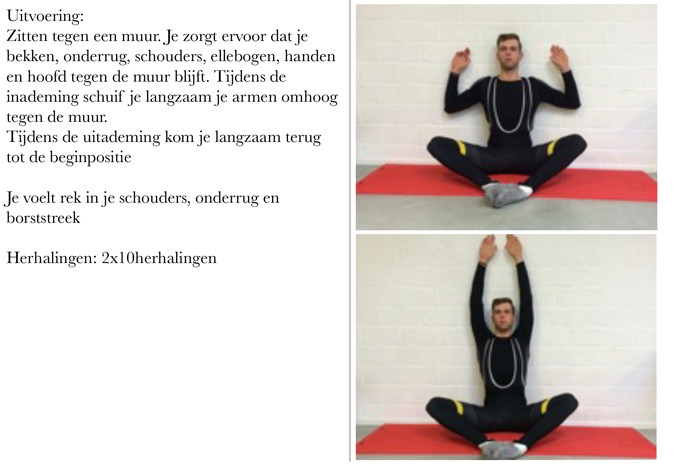 Uitvoering:
Zitten tegen een muur. Je zorgt ervoor dat je
bekken, onderrug, schouders, ellebogen, handen
en hoofd tegen de muur blijft. Tijdens de
inademing schuif je langzaam je armen omhoog
tegen de muur.
Tijdens de uitademing kom je langzaam terug
tot de beginpositie
Je voelt rek in je schouders, onderrug en
borststreek
Herhalingen: 2x10herhalingen